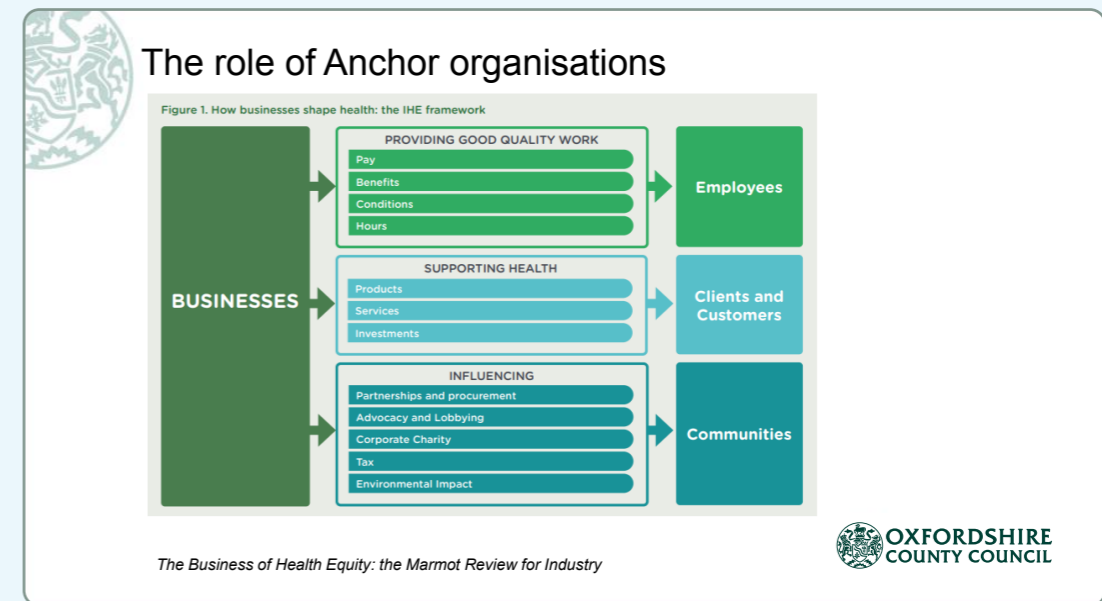 The role of Anchor organisations
Figure 1. How businesses shape health: the IHE framework
BUSINESSES
PROVIDING GOOD QUALITY WORK
Pay
Benefits
Conditions
Hours
Employees
SUPPORTING HEALTH
Products
Services
Investments
Clients and
Customers
INFLUENCING
Partnerships and procurement
Advocacy and Lobbying
Corporate Charity
Tax
Environmental Impact
Communities
The Business of Health Equity: the Marmot Review for Industry
OXFORDSHIRE
COUNTY COUNCIL